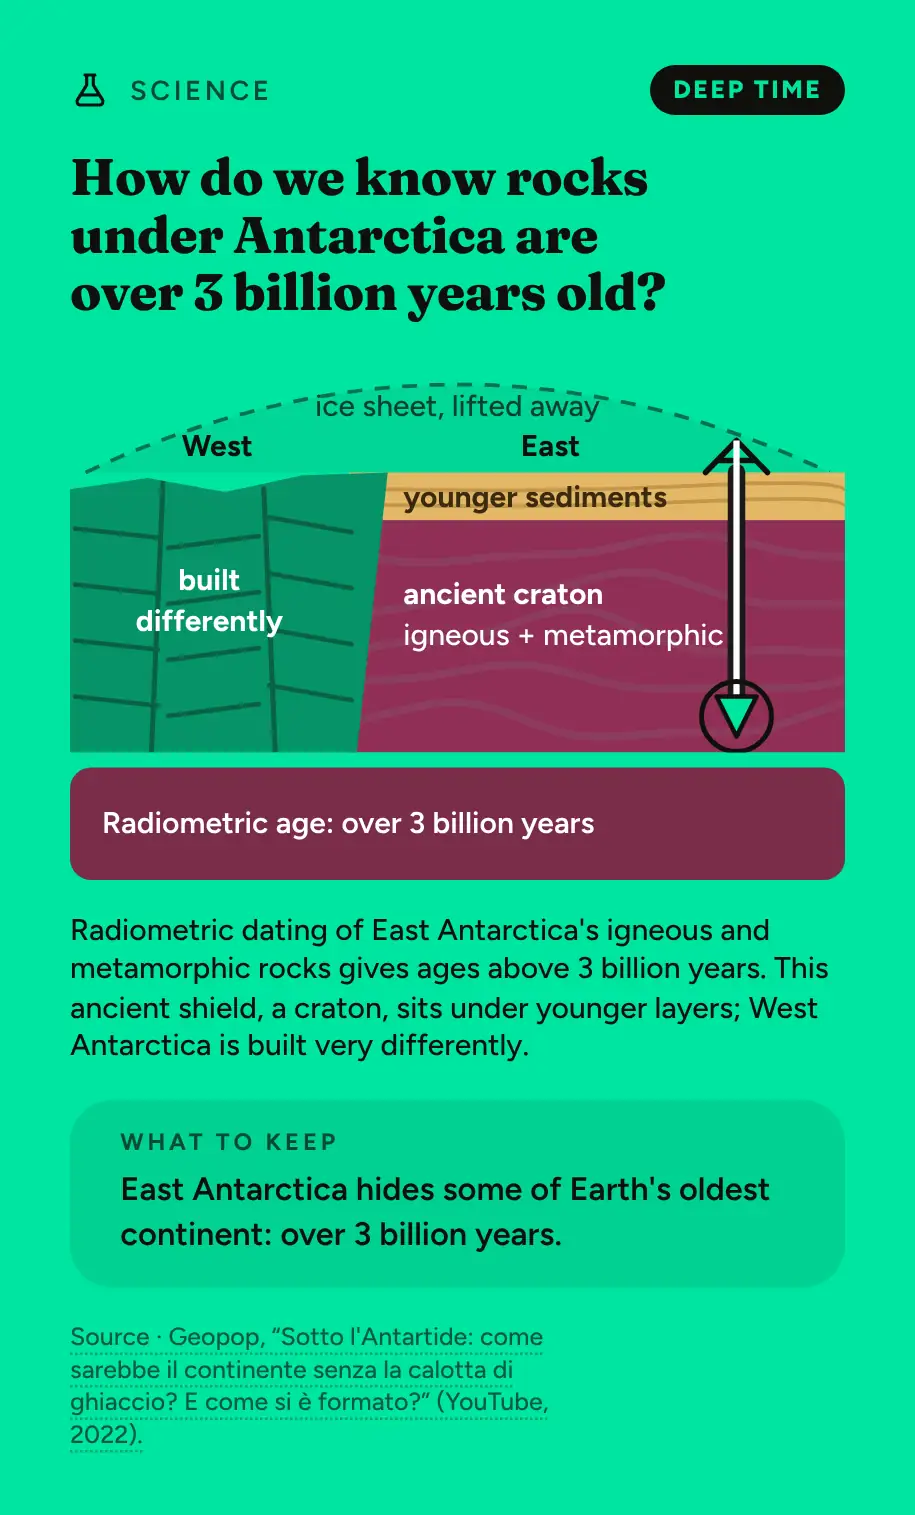 SCIENCE
DEEP TIME
How do we know rocks
under Antarctica are
over 3 billion years old?
ice sheet, lifted away
West
East
younger sediments
built
differently
ancient craton
igneous + metamorphic
Radiometric age: over 3 billion years
Radiometric dating of East Antarctica's igneous and
metamorphic rocks gives ages above 3 billion years. This
ancient shield, a craton, sits under younger layers; West
Antarctica is built very differently.
WHAT TO KEEP
East Antarctica hides some of Earth's oldest
continent: over 3 billion years.
Source · Geopop, “Sotto l'Antartide: come
sarebbe il continente senza la calotta di
ghiaccio? E come si è formato?” (YouTube,
2022).